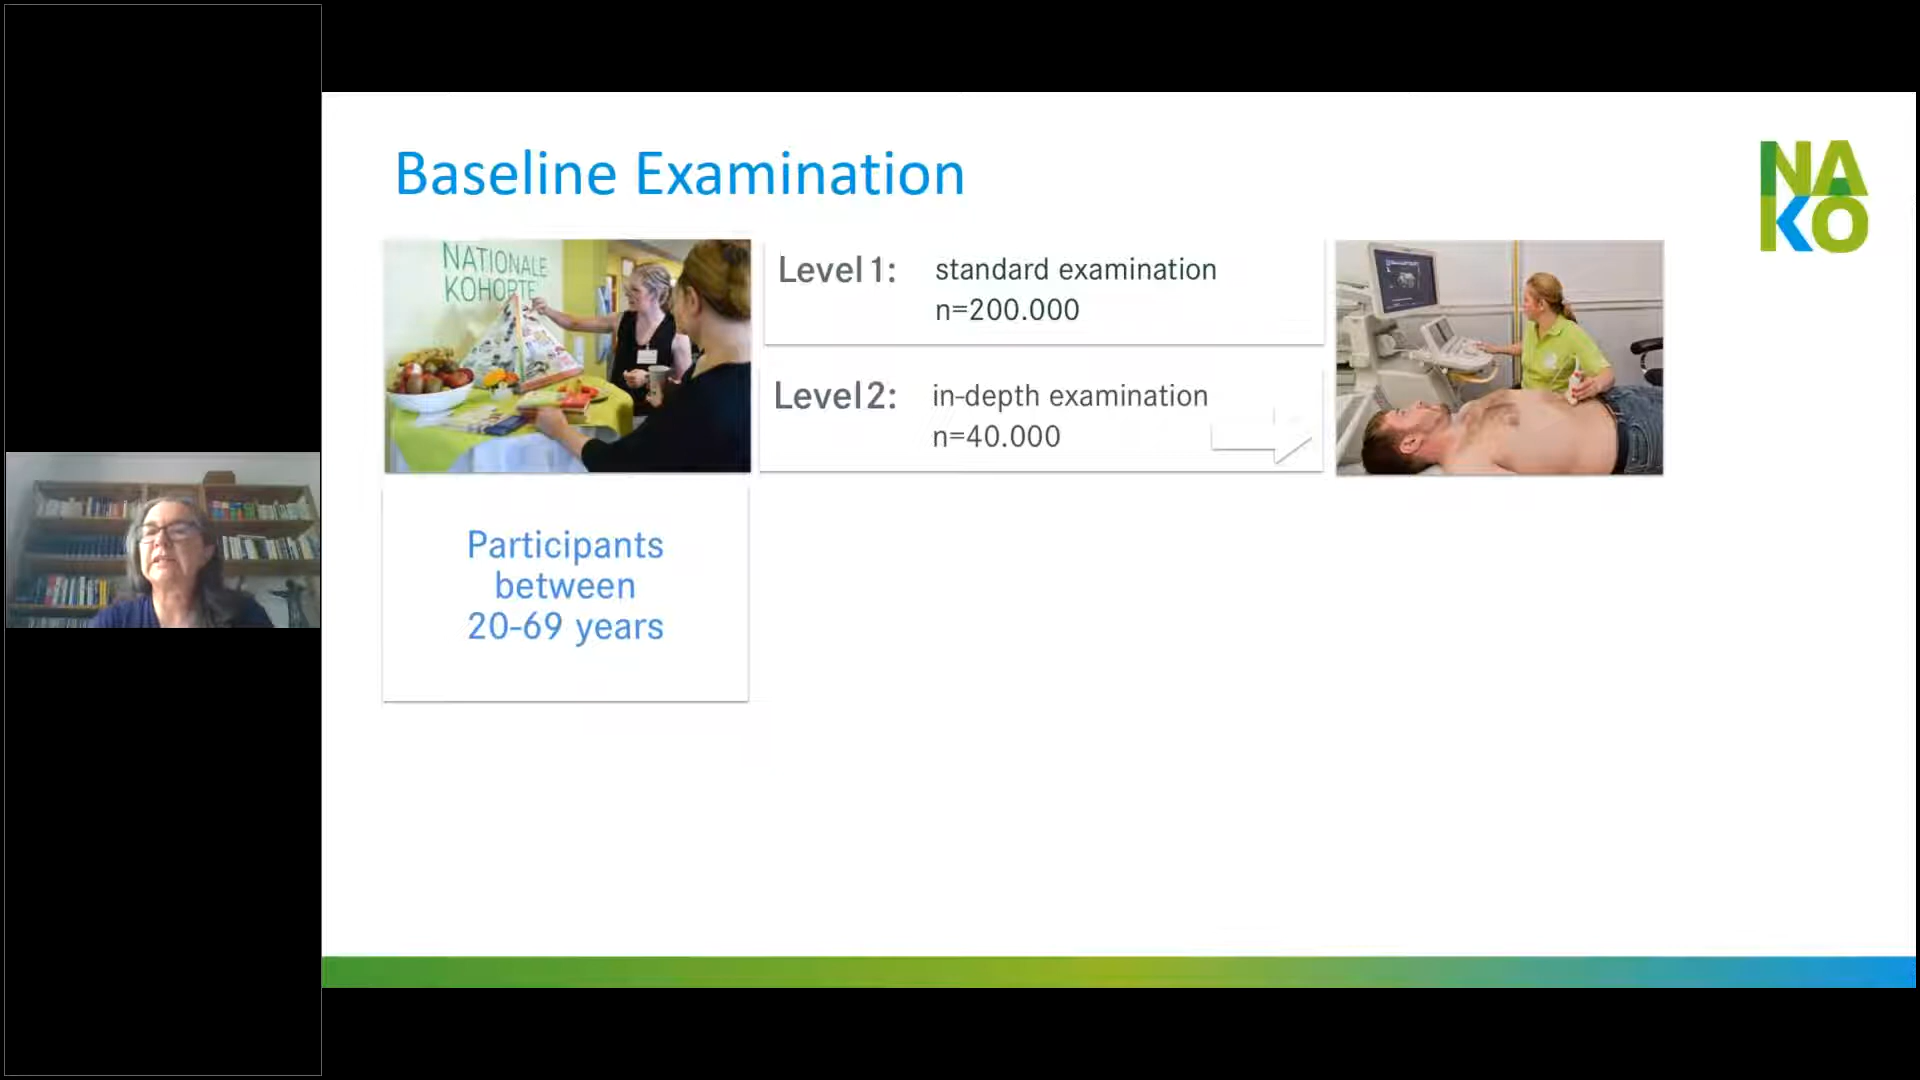 Baseline Examination
NA
KO
NATIONALE
KOHORTE
Level 1: standard examination
n=200.000
Level 2: in-depth examination
n=40.000
Participants
between
20-69 years